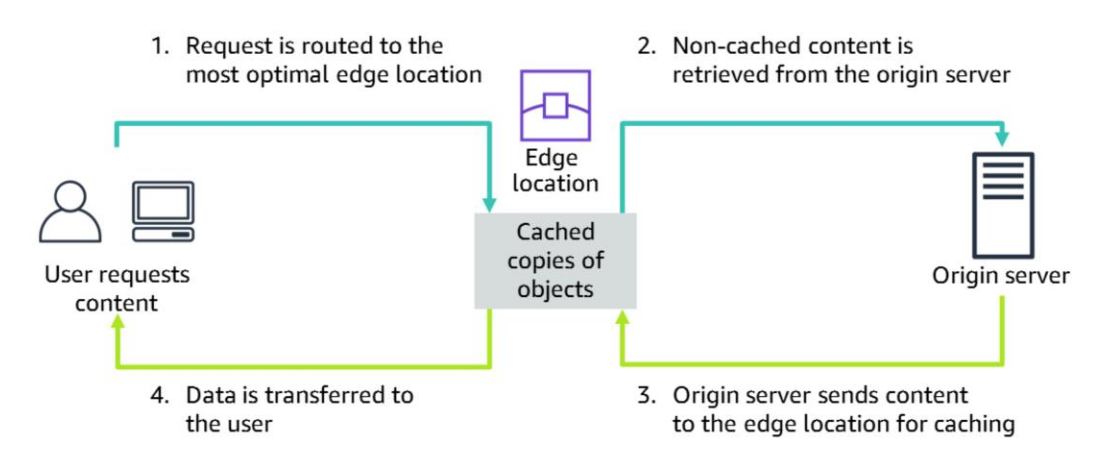 1. Request is routed to the
most optimal edge location
2. Non-cached content is
retrieved from the origin server
Edge
location
Cached
copies of
objects
User requests
content
Origin server
4. Data is transferred to
the user
3. Origin server sends content
to the edge location for caching